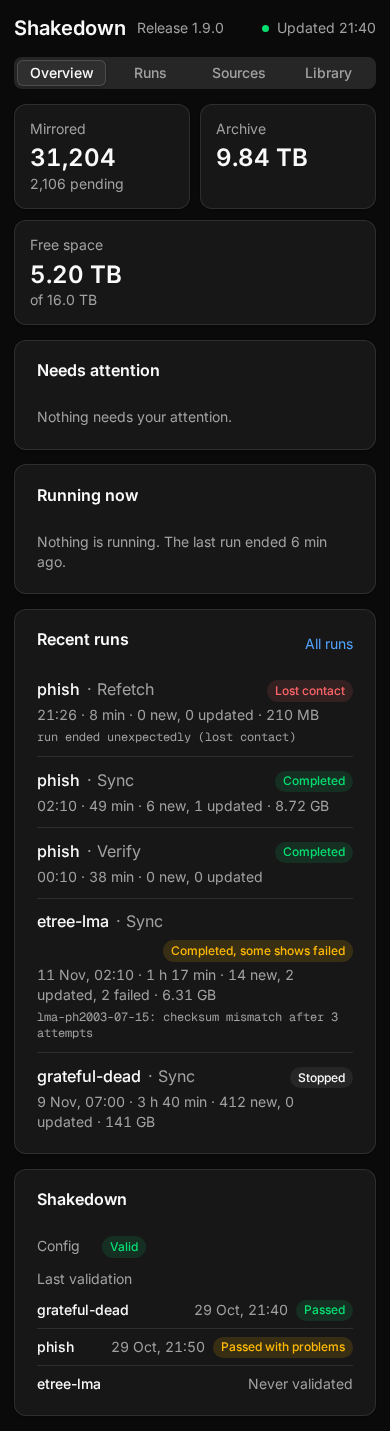 Shakedown Release 1.9.0 Updated 21:40
Overview Runs Sources Library
Mirrored
31,204
2,106 pending
Archive
9.84 TB
Free space
5.20 TB
of 16.0 TB
Needs attention
Nothing needs your attention.
Running now
Nothing is running. The last run ended 6 min
ago.
Recent runs
All runs
phish · Refetch Lost contact
21:26 · 8 min · 0 new, 0 updated · 210 MB
run ended unexpectedly (lost contact)
phish · Sync Completed
02:10 · 49 min · 6 new, 1 updated · 8.72 GB
phish · Verify Completed
00:10 · 38 min · 0 new, 0 updated
etree-lma · Sync
Completed, some shows failed
11 Nov, 02:10 · 1 h 17 min · 14 new, 2
updated, 2 failed · 6.31 GB
lma-ph2003-07-15: checksum mismatch after 3
attempts
grateful-dead · Sync Stopped
9 Nov, 07:00 · 3 h 40 min · 412 new, 0
updated · 141 GB
Shakedown
Config Valid
Last validation
grateful-dead 29 Oct, 21:40 Passed
phish 29 Oct, 21:50 Passed with problems
etree-lma Never validated